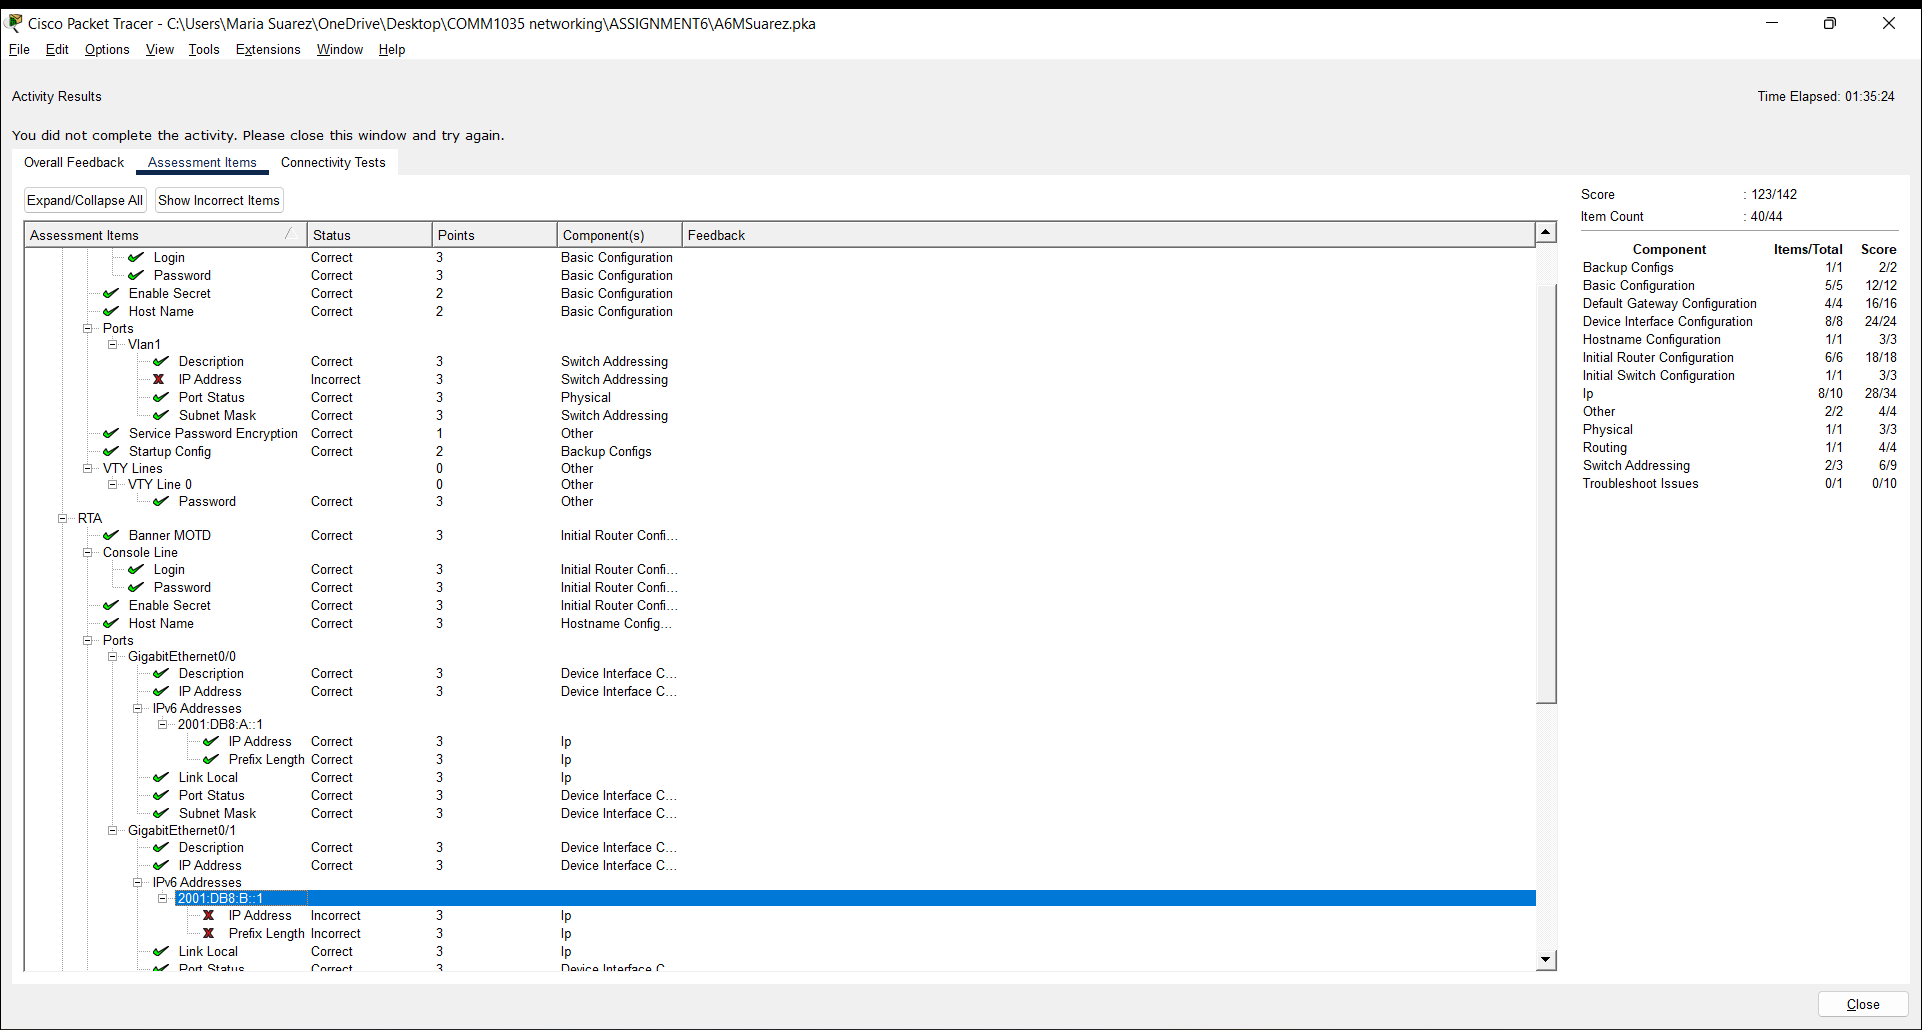 Cisco Packet Tracer - C:\Users\Maria Suarez\OneDrive\Desktop\COMM1035 networking\ASSIGNMENT6\A6MSuarez.pka
File Edit Options View Tools Extensions Window Help
Activity Results
Time Elapsed: 01:35:24
You did not complete the activity. Please close this window and try again.
Overall Feedback Assessment Items Connectivity Tests
Expand/Collapse All Show Incorrect Items
Assessment Items Status Points Component(s) Feedback
Login Correct 3 Basic Configuration
Password Correct 3 Basic Configuration
Enable Secret Correct 2 Basic Configuration
Host Name Correct 2 Basic Configuration
Ports
Vlan1
Description Correct 3 Switch Addressing
IP Address Incorrect 3 Switch Addressing
Port Status Correct 3 Physical
Subnet Mask Correct 3 Switch Addressing
Service Password Encryption Correct 1 Other
Startup Config Correct 2 Backup Configs
VTY Lines 0 Other
VTY Line 0 0 Other
Password Correct 3 Other
RTA
Banner MOTD Correct 3 Initial Router Confi...
Console Line
Login Correct 3 Initial Router Confi...
Password Correct 3 Initial Router Confi...
Enable Secret Correct 3 Initial Router Confi...
Host Name Correct 3 Hostname Config...
Ports
GigabitEthernet0/0
Description Correct 3 Device Interface C...
IP Address Correct 3 Device Interface C...
IPv6 Addresses
2001:DB8:A::1
IP Address Correct 3 Ip
Prefix Length Correct 3 Ip
Link Local Correct 3 Ip
Port Status Correct 3 Device Interface C...
Subnet Mask Correct 3 Device Interface C...
GigabitEthernet0/1
Description Correct 3 Device Interface C...
IP Address Correct 3 Device Interface C...
IPv6 Addresses
2001:DB8:B::1
IP Address Incorrect 3 Ip
Prefix Length Incorrect 3 Ip
Link Local Correct 3 Ip
Port Status Correct 3 Device Interface C
Score : 123/142
Item Count : 40/44
Component Items/Total Score
Backup Configs 1/1 2/2
Basic Configuration 5/5 12/12
Default Gateway Configuration 4/4 16/16
Device Interface Configuration 8/8 24/24
Hostname Configuration 1/1 3/3
Initial Router Configuration 6/6 18/18
Initial Switch Configuration 1/1 3/3
Ip 8/10 28/34
Other 2/2 4/4
Physical 1/1 3/3
Routing 1/1 4/4
Switch Addressing 2/3 6/9
Troubleshoot Issues 0/1 0/10
Close